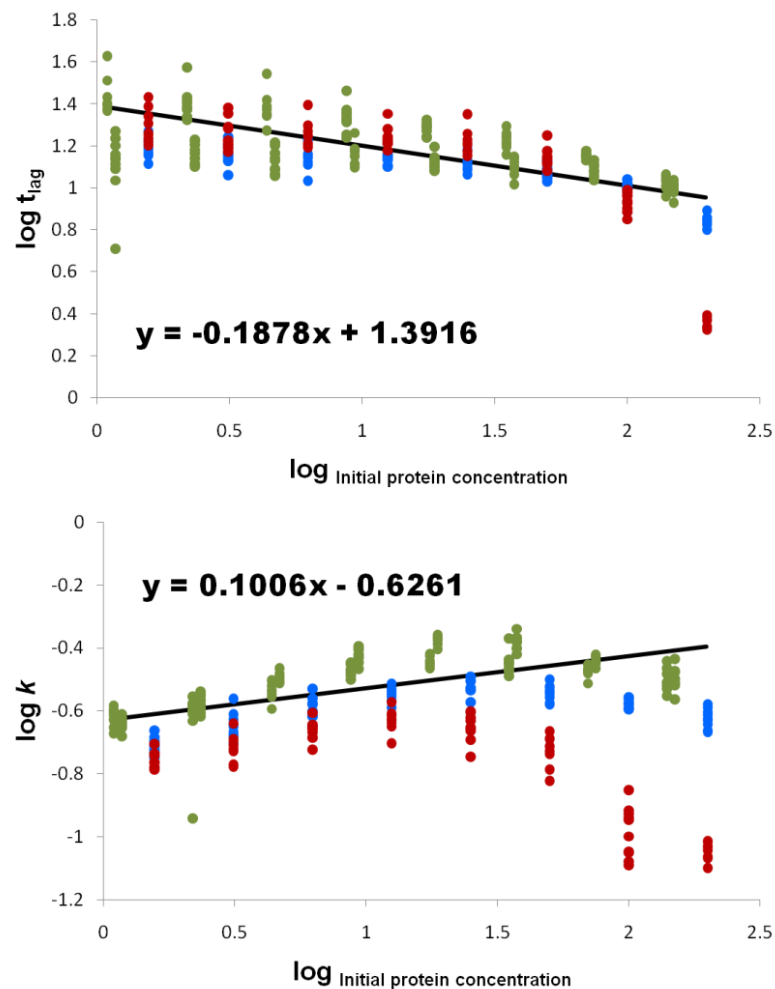 1.8
1.6
1.4
1.2
1
0.8
0.6
0.4
0.2
0
log tlag
y = -0.1878x + 1.3916
0 0.5 1 1.5 2 2.5
log Initial protein concentration
0
-0.2
-0.4
-0.6
-0.8
-1
-1.2
log k
y = 0.1006x - 0.6261
0 0.5 1 1.5 2 2.5
log Initial protein concentration